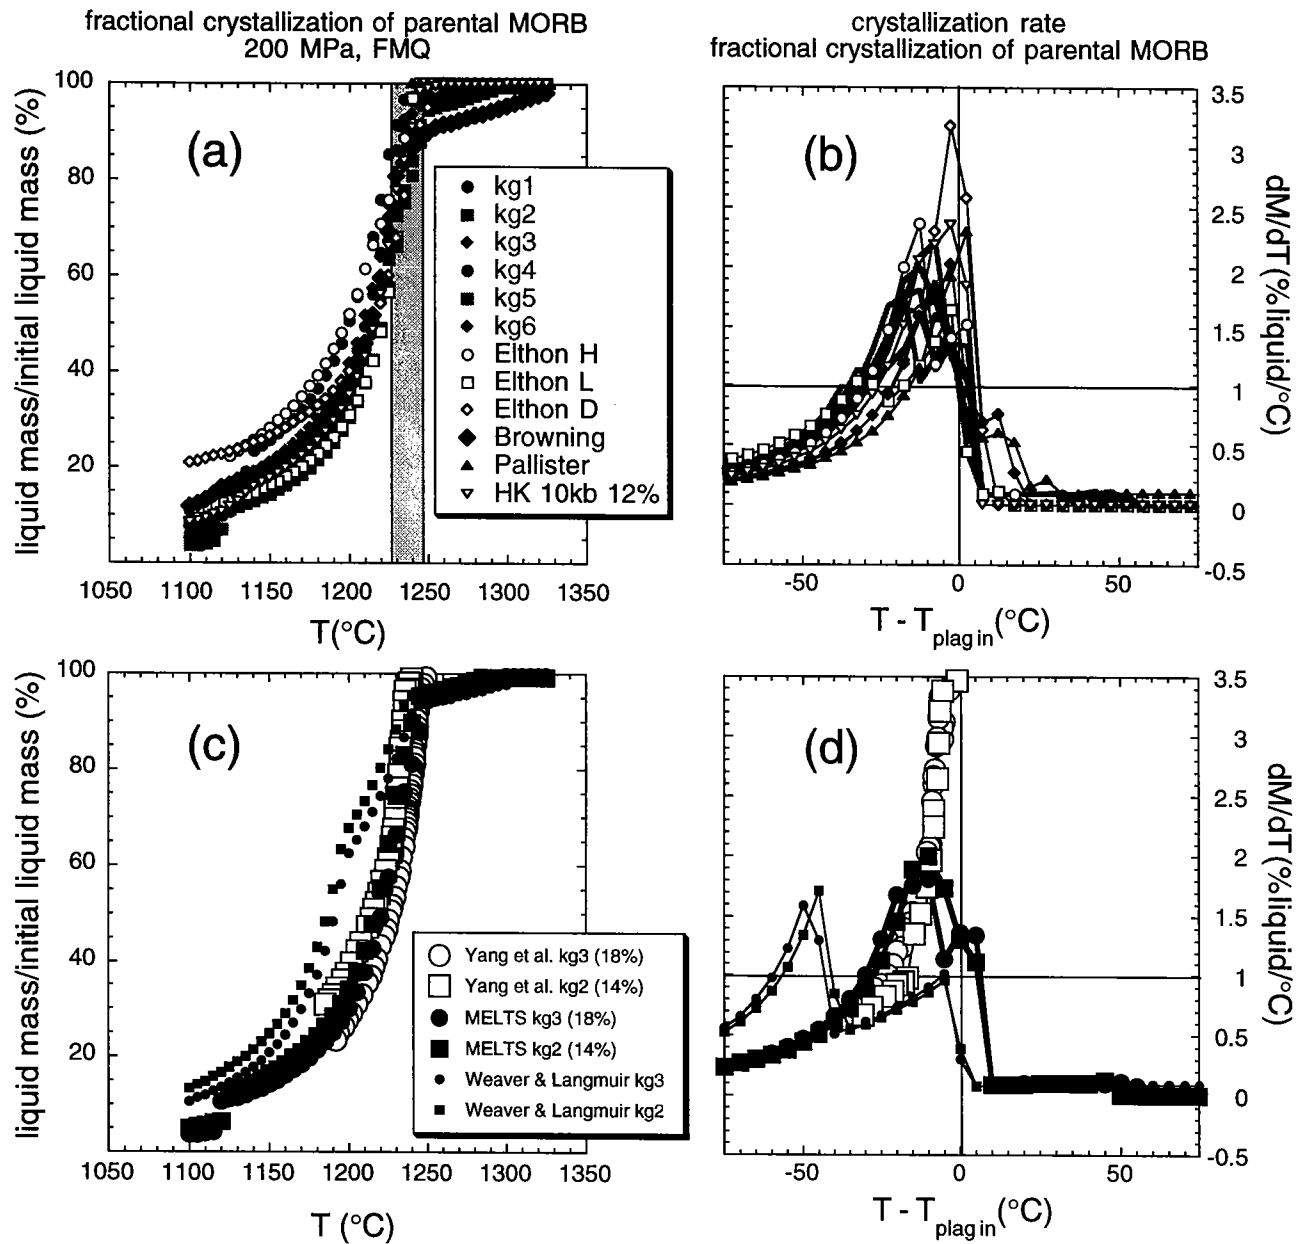 fractional crystallization of parental MORB
200 MPa, FMQ
crystallization rate
fractional crystallization of parental MORB
liquid mass/initial liquid mass (%)
100
80
60
40
20
(a)
kg1
kg2
kg3
kg4
kg5
kg6
Elthon H
Elthon L
Elthon D
Browning
Pallister
HK 10kb 12%
1050 1100 1150 1200 1250 1300 1350
T(°C)
(b)
3.5
3
2.5
2
1.5
1
0.5
0
-0.5
dM/dT (%liquid/°C)
-50 0 50
T - Tplag in(°C)
liquid mass/initial liquid mass (%)
100
80
60
40
20
(c)
Yang et al. kg3 (18%)
Yang et al. kg2 (14%)
MELTS kg3 (18%)
MELTS kg2 (14%)
Weaver & Langmuir kg3
Weaver & Langmuir kg2
1050 1100 1150 1200 1250 1300 1350
T (°C)
(d)
3.5
3
2.5
2
1.5
1
0.5
0
-0.5
dM/dT (%liquid/°C)
-50 0 50
T - Tplag in(°C)